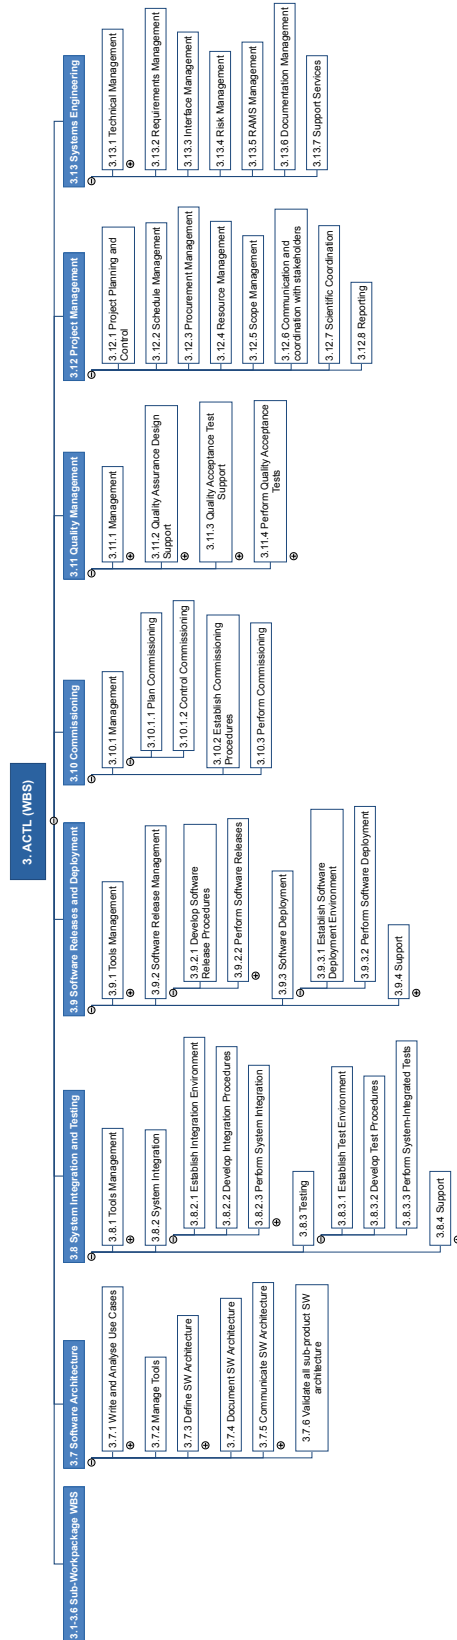 3. ACTL (WBS)
3.1-3.6 Sub-Workpackage WBS
3.7 Software Architecture
3.7.1 Write and Analyse Use Cases
3.7.2 Manage Tools
3.7.3 Define SW Architecture
3.7.4 Document SW Architecture
3.7.5 Communicate SW Architecture
3.7.6 Validate all sub-product SW
architecture
3.8 System Integration and Testing
3.8.1 Tools Management
3.8.2 System Integration
3.8.2.1 Establish Integration Environment
3.8.2.2 Develop Integration Procedures
3.8.2.3 Perform System Integration
3.8.3 Testing
3.8.3.1 Establish Test Environment
3.8.3.2 Develop Test Procedures
3.8.3.3 Perform System-Integrated Tests
3.8.4 Support
3.9 Software Releases and Deployment
3.9.1 Tools Management
3.9.2 Software Release Management
3.9.2.1 Develop Software
Release Procedures
3.9.2.2 Perform Software Releases
3.9.3 Software Deployment
3.9.3.1 Establish Software
Deployment Environment
3.9.3.2 Perform Software Deployment
3.9.4 Support
3.10 Commissioning
3.10.1 Management
3.10.1.1 Plan Commissioning
3.10.1.2 Control Commissioning
3.10.2 Establish Commissioning
Procedures
3.10.3 Perform Commissioning
3.11 Quality Management
3.11.1 Management
3.11.2 Quality Assurance Design
Support
3.11.3 Quality Acceptance Test
Support
3.11.4 Perform Quality Acceptance
Tests
3.12 Project Management
3.12.1 Project Planning and
Control
3.12.2 Schedule Management
3.12.3 Procurement Management
3.12.4 Resource Management
3.12.5 Scope Management
3.12.6 Communication and
coordination with stakeholders
3.12.7 Scientific Coordination
3.12.8 Reporting
3.13 Systems Engineering
3.13.1 Technical Management
3.13.2 Requirements Management
3.13.3 Interface Management
3.13.4 Risk Management
3.13.5 RAMS Management
3.13.6 Documentation Management
3.13.7 Support Services